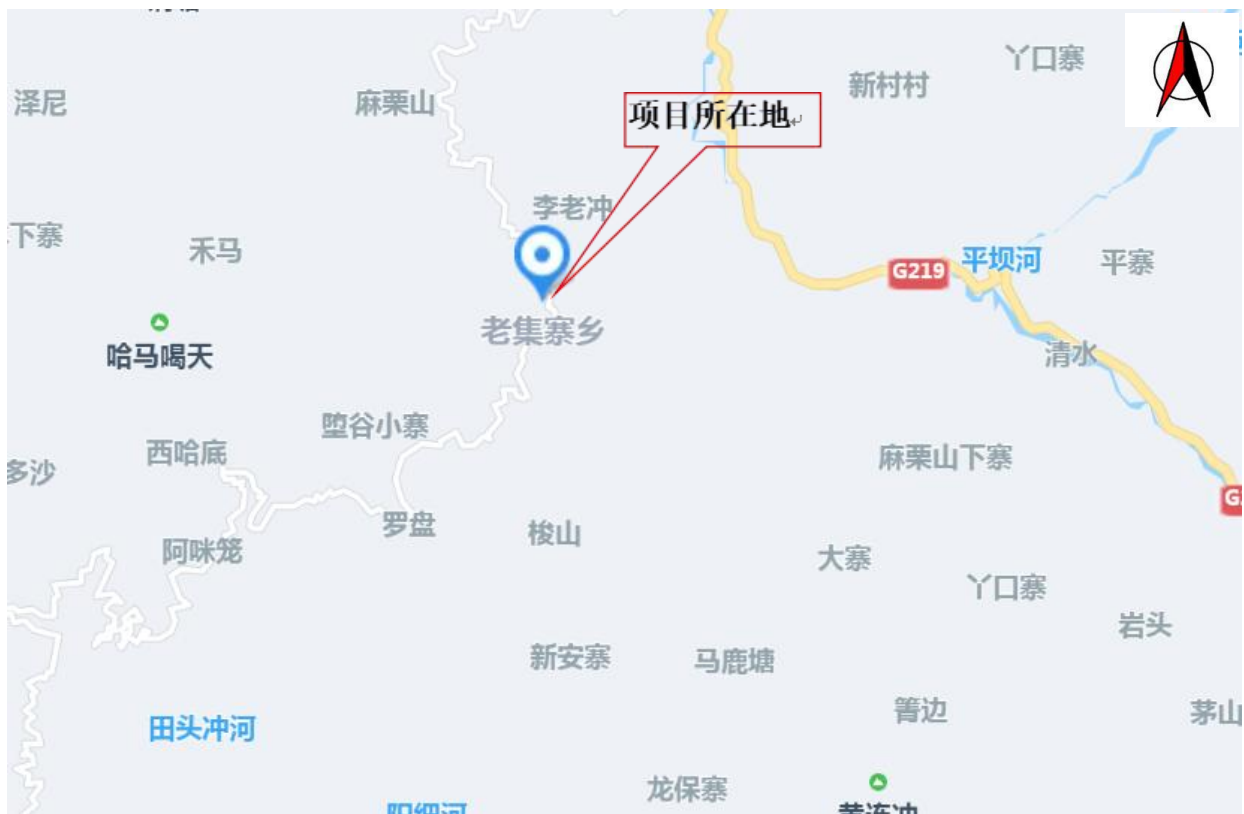 丫口寨
新村村
泽尼
麻栗山
项目所在地
李老冲
下寨
禾马
平坝河
平寨
G219
老集寨乡
哈马喝天
清水
堕谷小寨
西哈底
麻栗山下寨
多沙
罗盘
梭山
阿咪笼
大寨
丫口寨
岩头
新安寨
马鹿塘
箐边
茅山
田头冲河
龙保寨